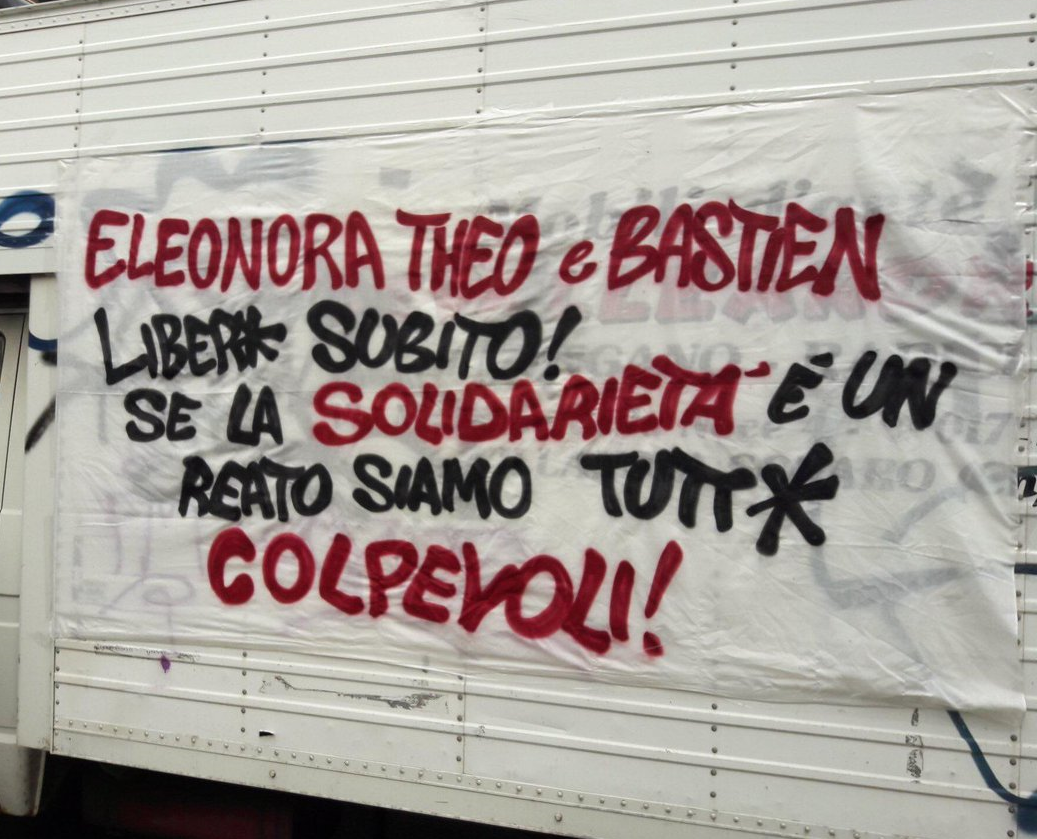 ELEONORA THEO e BASTIEN
LIBER* SUBITO!
SE LA SOLIDARIETÀ É UN
REATO SIAMO TUTT*
COLPEVOLI!